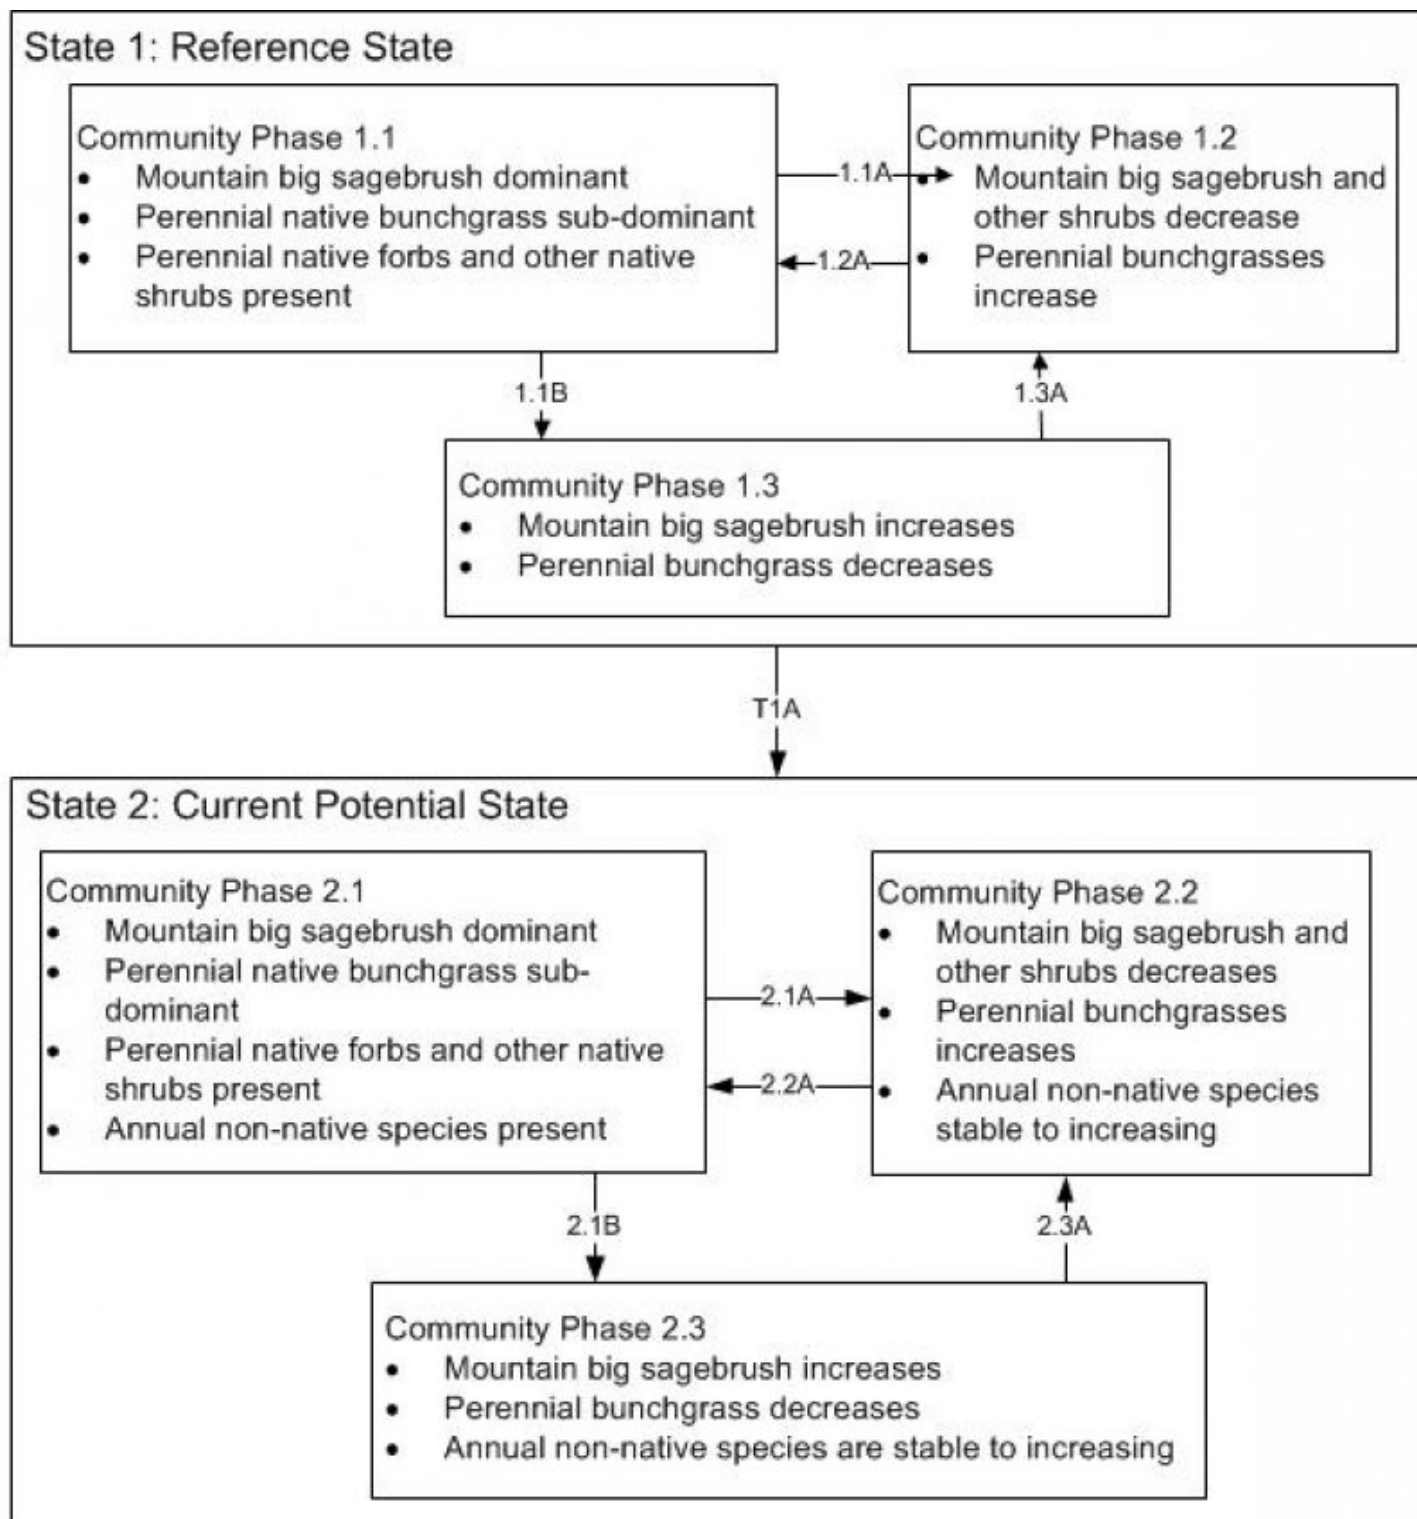 State 1: Reference State
Community Phase 1.1
• Mountain big sagebrush dominant
• Perennial native bunchgrass sub-dominant
• Perennial native forbs and other native
shrubs present
1.1A
1.2A
Community Phase 1.2
• Mountain big sagebrush and
other shrubs decrease
• Perennial bunchgrasses
increase
1.1B
1.3A
Community Phase 1.3
• Mountain big sagebrush increases
• Perennial bunchgrass decreases
T1A
State 2: Current Potential State
Community Phase 2.1
• Mountain big sagebrush dominant
• Perennial native bunchgrass sub-
dominant
• Perennial native forbs and other native
shrubs present
• Annual non-native species present
2.1A
2.2A
Community Phase 2.2
• Mountain big sagebrush and
other shrubs decreases
• Perennial bunchgrasses
increases
• Annual non-native species
stable to increasing
2.1B
2.3A
Community Phase 2.3
• Mountain big sagebrush increases
• Perennial bunchgrass decreases
• Annual non-native species are stable to increasing